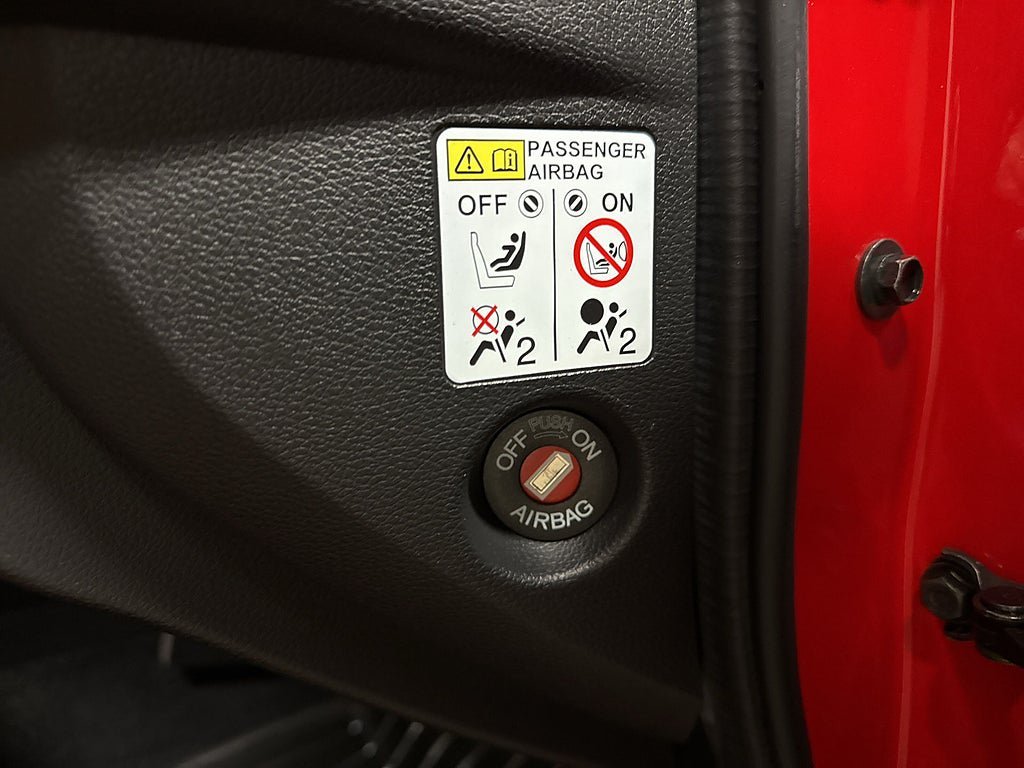 PASSENGER
AIRBAG
OFF ON
2 2
PUSH
OFF ON
AIRBAG